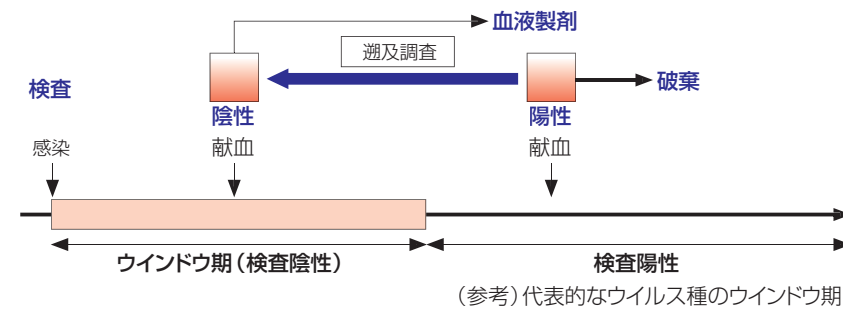 血液製剤
遡及調査
検査
破棄
陰性
陽性
感染
献血
献血
ウインドウ期（検査陰性）
検査陽性
（参考）代表的なウイルス種のウインドウ期